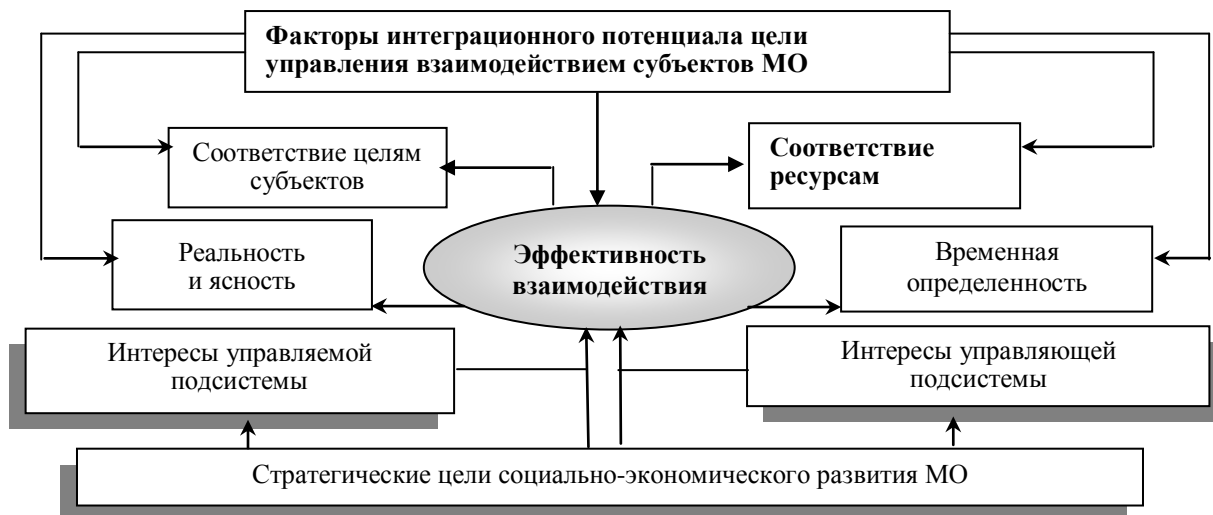 Факторы интеграционного потенциала цели
управления взаимодействием субъектов МО
Соответствие целям
субъектов
Соответствие
ресурсам
Реальность
и ясность
Эффективность
взаимодействия
Временная
определенность
Интересы управляемой
подсистемы
Интересы управляющей
подсистемы
Стратегические цели социально-экономического развития МО